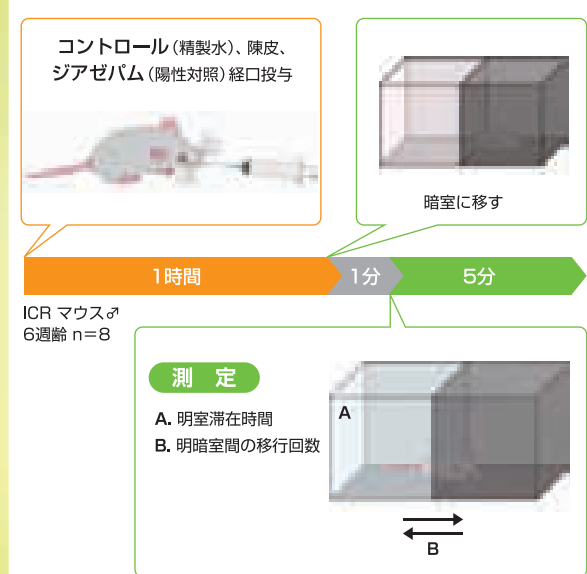 コントロール(精製水)、陳皮、
ジアゼパム(陽性対照)経口投与
暗室に移す
1時間
1分
5分
ICR マウス♂
6週齢 n=8
測 定
A. 明室滞在時間
B. 明暗室間の移行回数
A
B